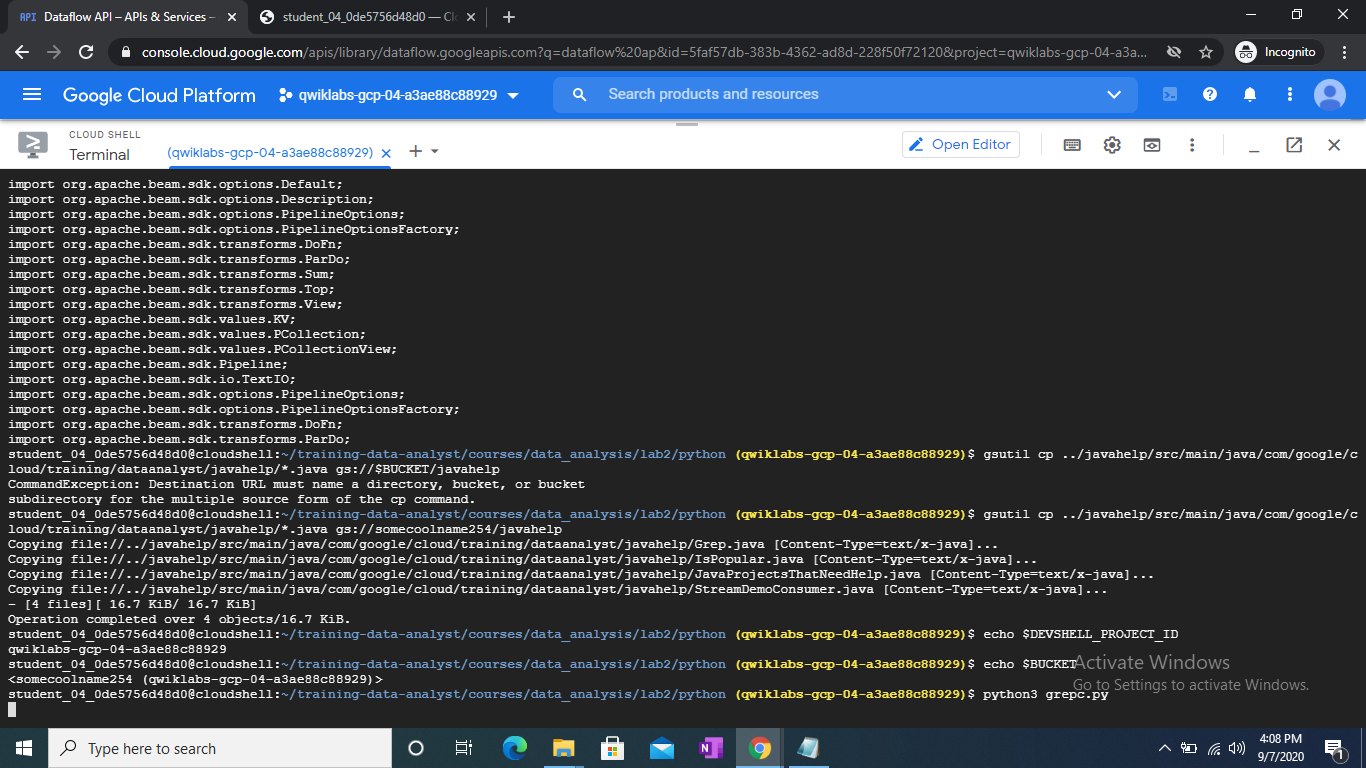 API Dataflow API – APIs & Services –
student_04_0de5756d48d0 — Clo
console.cloud.google.com/apis/library/dataflow.googleapis.com?q=dataflow%20ap&id=5faf57db-383b-4362-ad8d-228f50f72120&project=qwiklabs-gcp-04-a3a...
Incognito
Google Cloud Platform
qwiklabs-gcp-04-a3ae88c88929
Search products and resources
CLOUD SHELL
Terminal
(qwiklabs-gcp-04-a3ae88c88929)
Open Editor
import org.apache.beam.sdk.options.Default;
import org.apache.beam.sdk.options.Description;
import org.apache.beam.sdk.options.PipelineOptions;
import org.apache.beam.sdk.options.PipelineOptionsFactory;
import org.apache.beam.sdk.transforms.DoFn;
import org.apache.beam.sdk.transforms.ParDo;
import org.apache.beam.sdk.transforms.Sum;
import org.apache.beam.sdk.transforms.Top;
import org.apache.beam.sdk.transforms.View;
import org.apache.beam.sdk.values.KV;
import org.apache.beam.sdk.values.PCollection;
import org.apache.beam.sdk.values.PCollectionView;
import org.apache.beam.sdk.Pipeline;
import org.apache.beam.sdk.io.TextIO;
import org.apache.beam.sdk.options.PipelineOptions;
import org.apache.beam.sdk.options.PipelineOptionsFactory;
import org.apache.beam.sdk.transforms.DoFn;
import org.apache.beam.sdk.transforms.ParDo;
student_04_0de5756d48d0@cloudshell:~/training-data-analyst/courses/data_analysis/lab2/python (qwiklabs-gcp-04-a3ae88c88929)$ gsutil cp ../javahelp/src/main/java/com/google/c
loud/training/dataanalyst/javahelp/*.java gs://$BUCKET/javahelp
CommandException: Destination URL must name a directory, bucket, or bucket
subdirectory for the multiple source form of the cp command.
student_04_0de5756d48d0@cloudshell:~/training-data-analyst/courses/data_analysis/lab2/python (qwiklabs-gcp-04-a3ae88c88929)$ gsutil cp ../javahelp/src/main/java/com/google/c
loud/training/dataanalyst/javahelp/*.java gs://somecoolname254/javahelp
Copying file://../javahelp/src/main/java/com/google/cloud/training/dataanalyst/javahelp/Grep.java [Content-Type=text/x-java]...
Copying file://../javahelp/src/main/java/com/google/cloud/training/dataanalyst/javahelp/IsPopular.java [Content-Type=text/x-java]...
Copying file://../javahelp/src/main/java/com/google/cloud/training/dataanalyst/javahelp/JavaProjectsThatNeedHelp.java [Content-Type=text/x-java]...
Copying file://../javahelp/src/main/java/com/google/cloud/training/dataanalyst/javahelp/StreamDemoConsumer.java [Content-Type=text/x-java]...
- [4 files][ 16.7 KiB/ 16.7 KiB]
Operation completed over 4 objects/16.7 KiB.
student_04_0de5756d48d0@cloudshell:~/training-data-analyst/courses/data_analysis/lab2/python (qwiklabs-gcp-04-a3ae88c88929)$ echo $DEVSHELL_PROJECT_ID
qwiklabs-gcp-04-a3ae88c88929
student_04_0de5756d48d0@cloudshell:~/training-data-analyst/courses/data_analysis/lab2/python (qwiklabs-gcp-04-a3ae88c88929)$ echo $BUCKET
<somecoolname254 (qwiklabs-gcp-04-a3ae88c88929)>
student_04_0de5756d48d0@cloudshell:~/training-data-analyst/courses/data_analysis/lab2/python (qwiklabs-gcp-04-a3ae88c88929)$ python3 grepc.py
Activate Windows
Go to Settings to activate Windows.
Type here to search
4:08 PM
9/7/2020
1